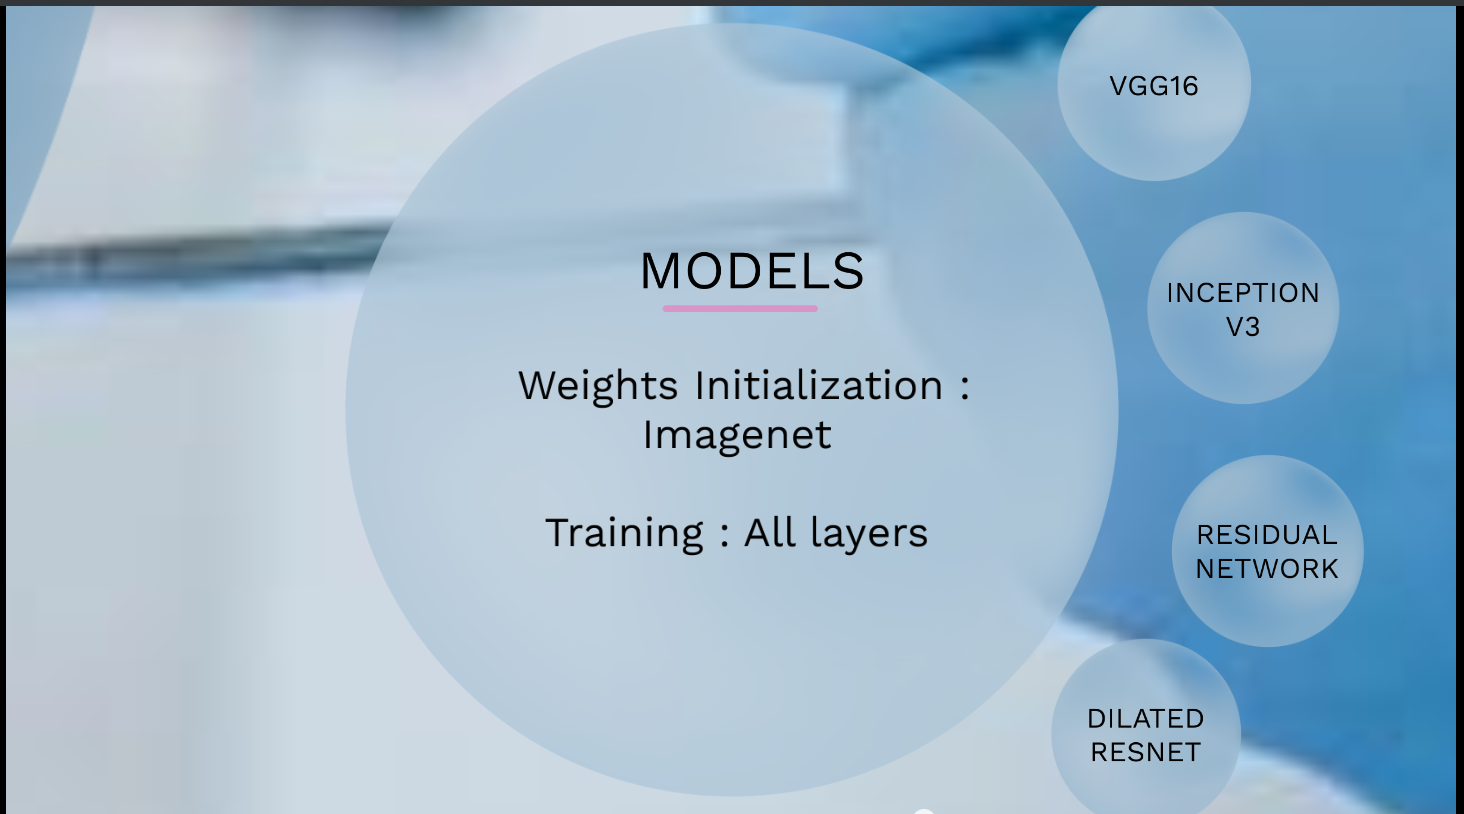 MODELS
Weights Initialization :
Imagenet
Training : All layers
VGG16
INCEPTION
V3
RESIDUAL
NETWORK
DILATED
RESNET